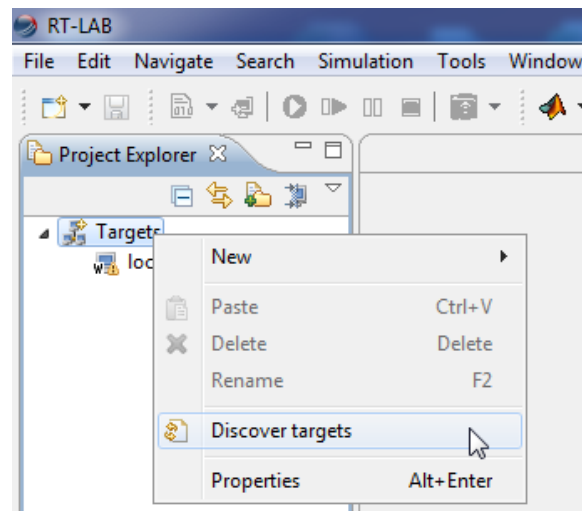 RT-LAB
File Edit Navigate Search Simulation Tools Window
Project Explorer
Targets
New
Paste Ctrl+V
Delete Delete
Rename F2
Discover targets
Properties Alt+Enter